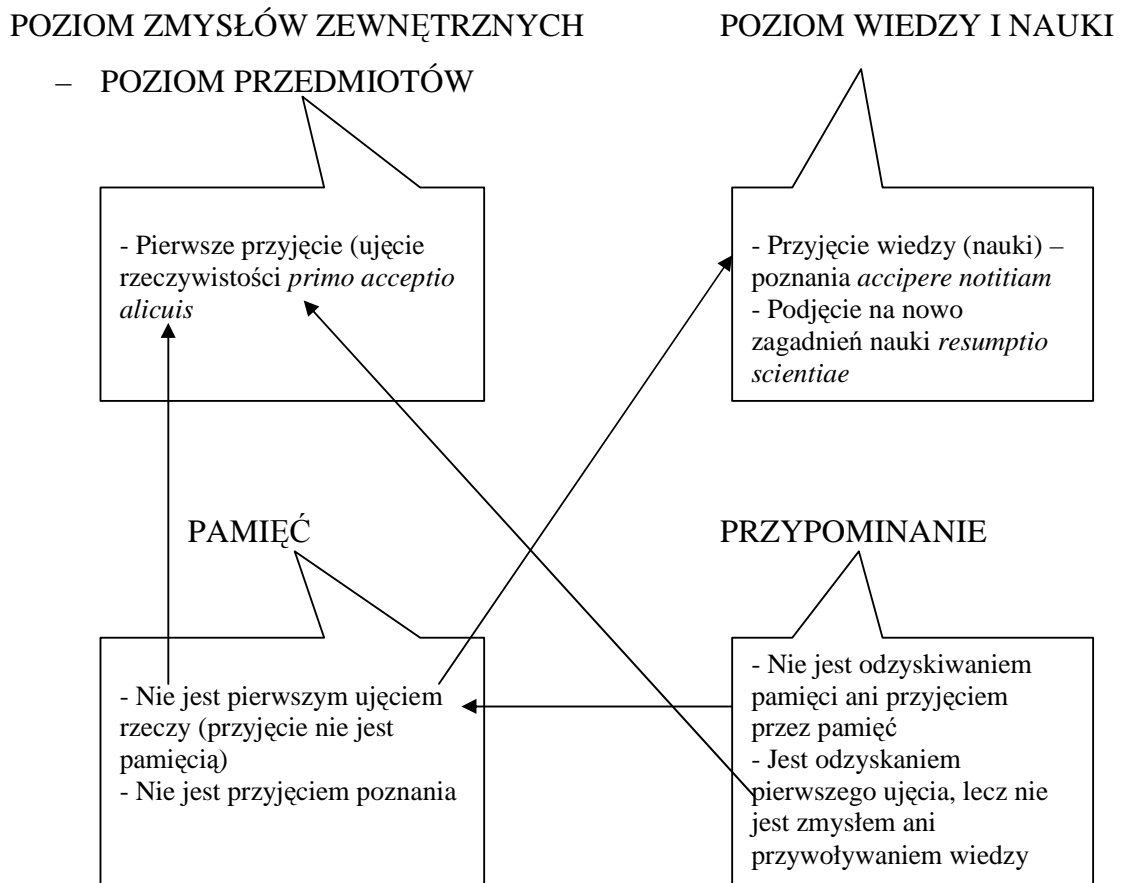 POZIOM ZMYSŁÓW ZEWNĘTRZNYCH
– POZIOM PRZEDMIOTÓW
POZIOM WIEDZY I NAUKI
- Pierwsze przyjęcie (ujęcie
rzeczywistości primo acceptio
alicuis
- Przyjęcie wiedzy (nauki) –
poznania accipere notitiam
- Podjęcie na nowo
zagadnień nauki resumptio
scientiae
PAMIĘĆ
PRZYPOMINANIE
- Nie jest pierwszym ujęciem
rzeczy (przyjęcie nie jest
pamięcią)
- Nie jest przyjęciem poznania
- Nie jest odzyskiwaniem
pamięci ani przyjęciem
przez pamięć
- Jest odzyskaniem
pierwszego ujęcia, lecz nie
jest zmysłem ani
przywoływaniem wiedzy